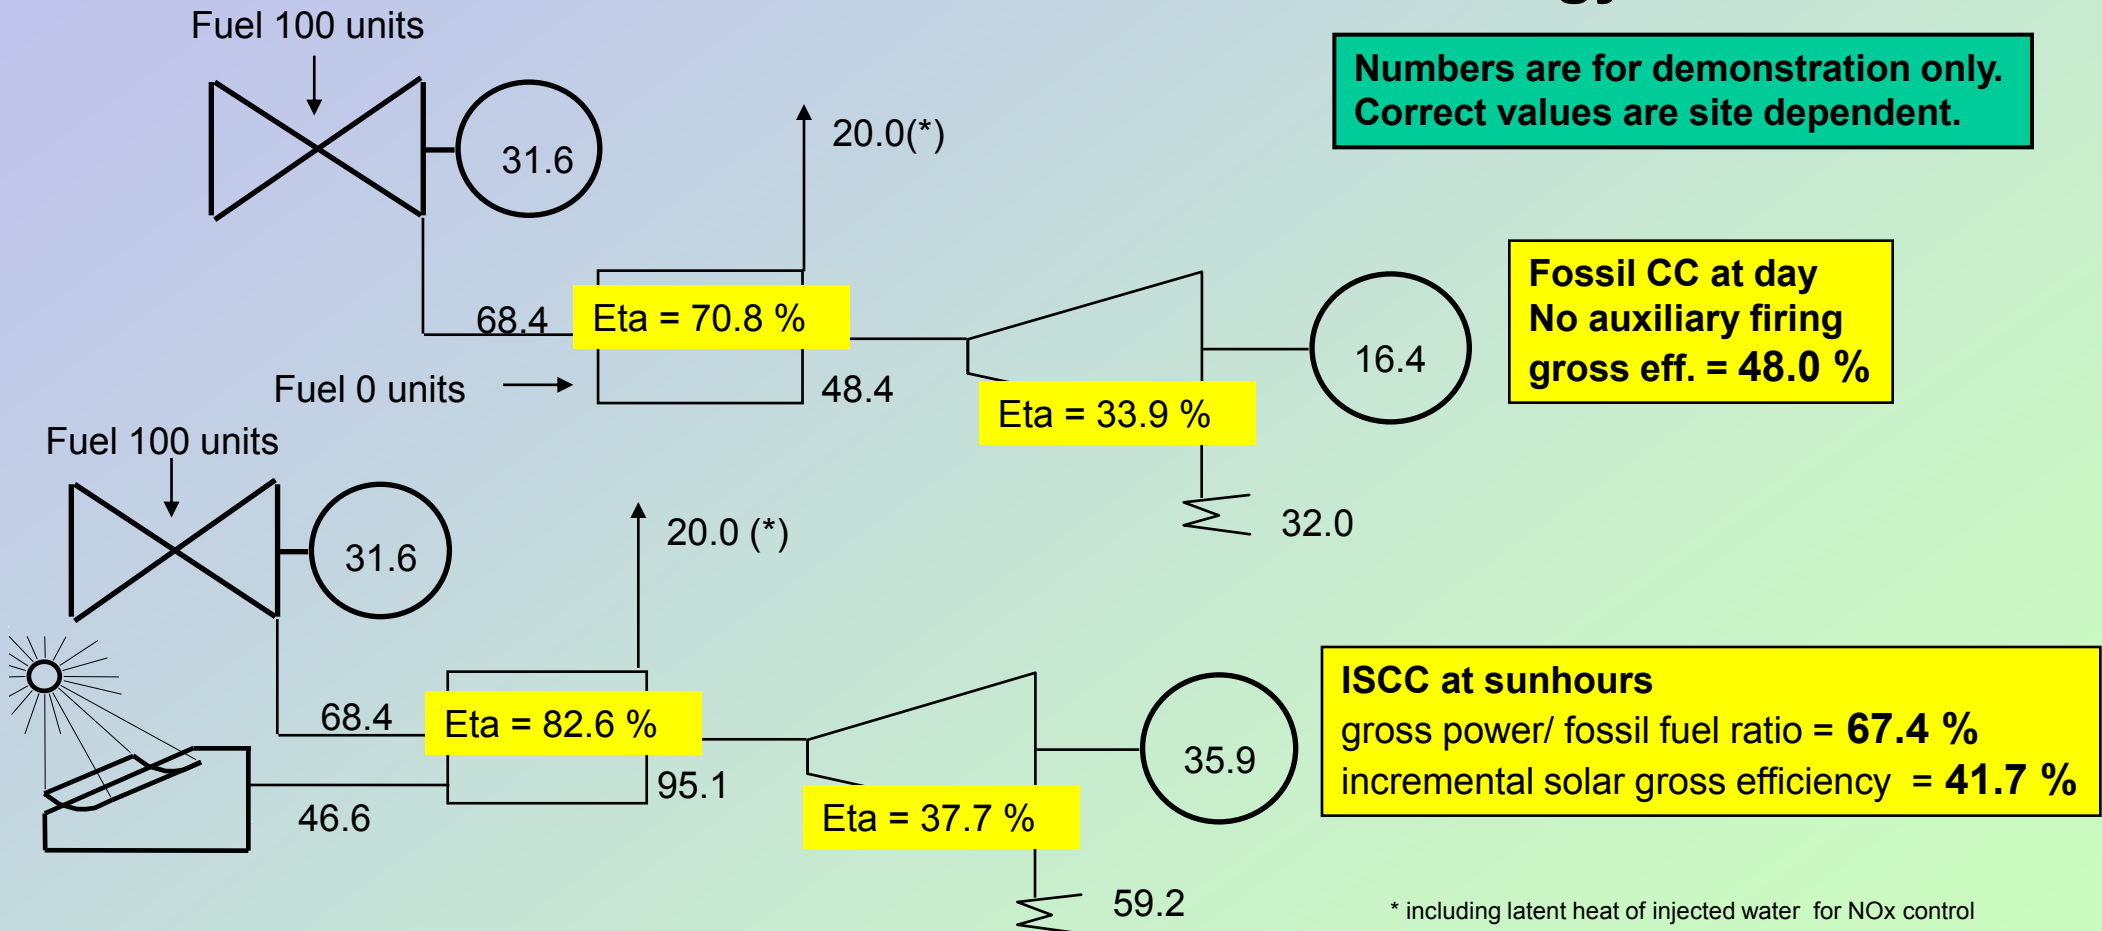 Fuel 100 units
Numbers are for demonstration only.
Correct values are site dependent.
31.6
20.0(*)
68.4
Eta = 70.8 %
Fuel 0 units
48.4
Eta = 33.9 %
16.4
32.0
Fossil CC at day
No auxiliary firing
gross eff. = 48.0 %
Fuel 100 units
31.6
20.0 (*)
68.4
Eta = 82.6 %
46.6
95.1
Eta = 37.7 %
35.9
59.2
ISCC at sunhours
gross power/ fossil fuel ratio = 67.4 %
incremental solar gross efficiency = 41.7 %
* including latent heat of injected water for NOx control